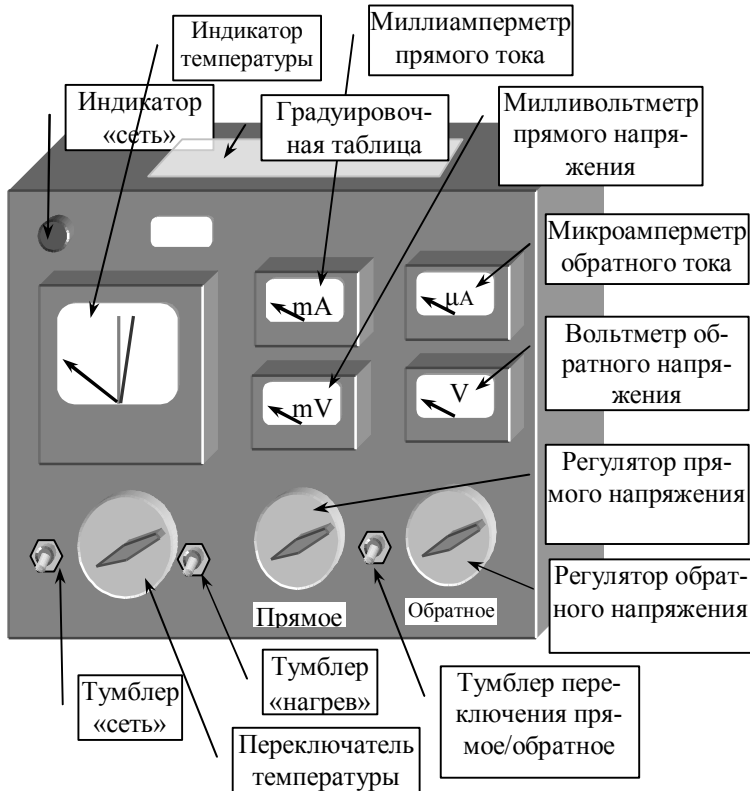 Индикатор
температуры
Миллиамперметр
прямого тока
Индикатор
«сеть»
Градуировоч-
ная таблица
Милливольтметр
прямого напря-
жения
Микроамперметр
обратного тока
mA
μA
Вольтметр об-
ратного напря-
жения
mV
V
Регулятор пря-
мого напряжения
Регулятор обрат-
ного напряжения
Прямое
Обратное
Тумблер
«сеть»
Тумблер
«нагрев»
Тумблер пере-
ключения пря-
мое/обратное
Переключатель
температуры